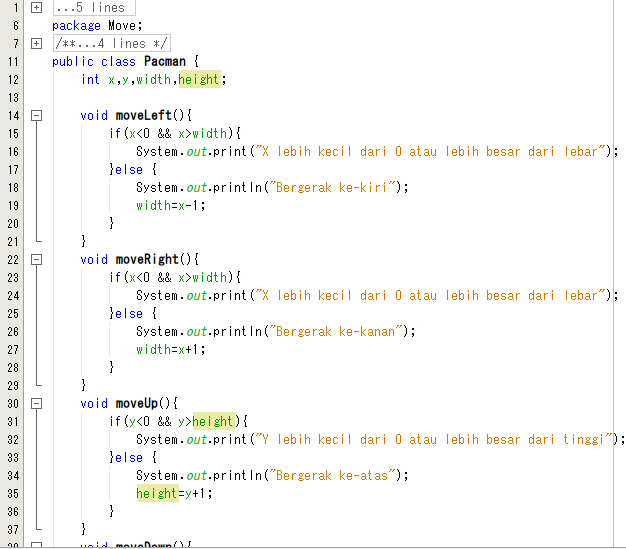 1 ...5 lines
6 package Move;
7 /**...4 lines */
11 public class Pacman {
12 int x,y,width,height;
13
14 void moveLeft(){
15 if(x<0 && x>width){
16 System.out.print("X lebih kecil dari 0 atau lebih besar dari lebar");
17 }else {
18 System.out.println("Bergerak ke-kiri");
19 width=x-1;
20 }
21 }
22 void moveRight(){
23 if(x<0 && x>width){
24 System.out.print("X lebih kecil dari 0 atau lebih besar dari lebar");
25 }else {
26 System.out.println("Bergerak ke-kanan");
27 width=x+1;
28 }
29 }
30 void moveUp(){
31 if(y<0 && y>height){
32 System.out.print("Y lebih kecil dari 0 atau lebih besar dari tinggi");
33 }else {
34 System.out.println("Bergerak ke-atas");
35 height=y+1;
36 }
37 }
38 void moveDown(){